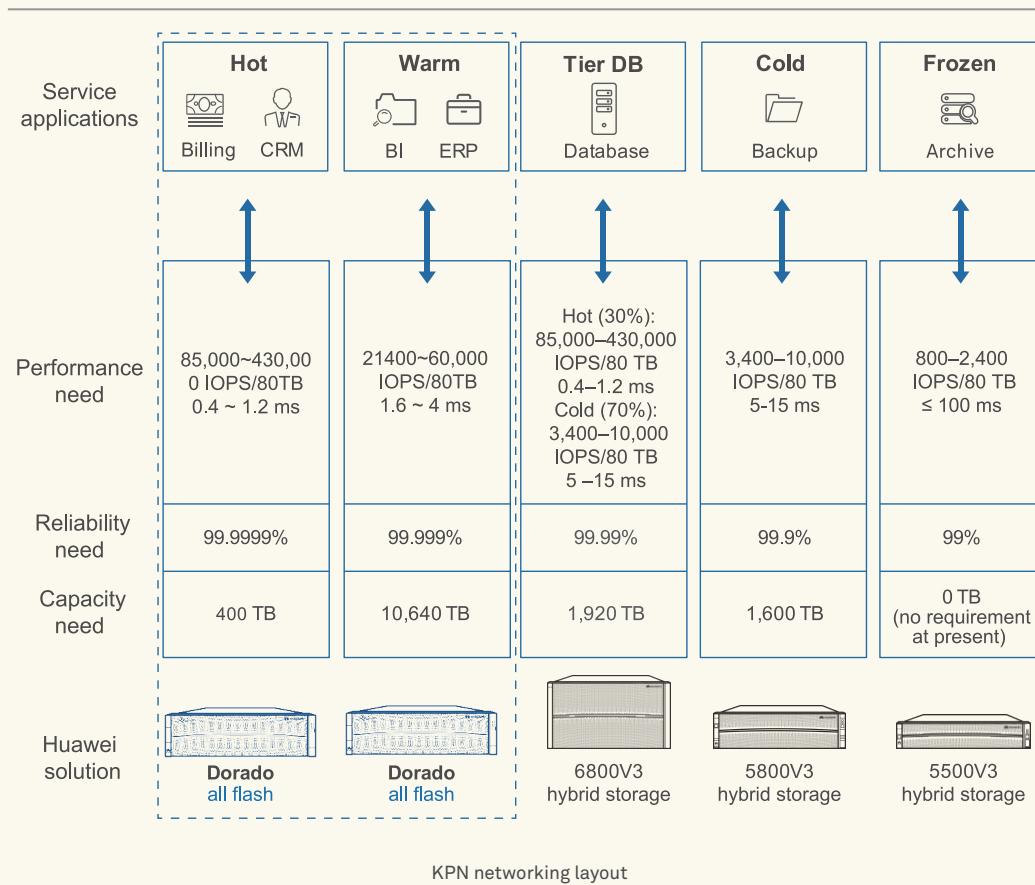 Service
applications
Hot
Billing CRM
Warm
BI ERP
Tier DB
Database
Cold
Backup
Frozen
Archive
Performance
need
85,000~430,00
0 IOPS/80TB
0.4 ~ 1.2 ms
21400~60,000
IOPS/80TB
1.6 ~ 4 ms
Hot (30%):
85,000–430,000
IOPS/80 TB
0.4–1.2 ms
Cold (70%):
3,400–10,000
IOPS/80 TB
5 –15 ms
3,400–10,000
IOPS/80 TB
5-15 ms
800–2,400
IOPS/80 TB
≤ 100 ms
Reliability
need
99.9999%
99.999%
99.99%
99.9%
99%
Capacity
need
400 TB
10,640 TB
1,920 TB
1,600 TB
0 TB
(no requirement
at present)
Huawei
solution
Dorado
all flash
Dorado
all flash
6800V3
hybrid storage
5800V3
hybrid storage
5500V3
hybrid storage
KPN networking layout